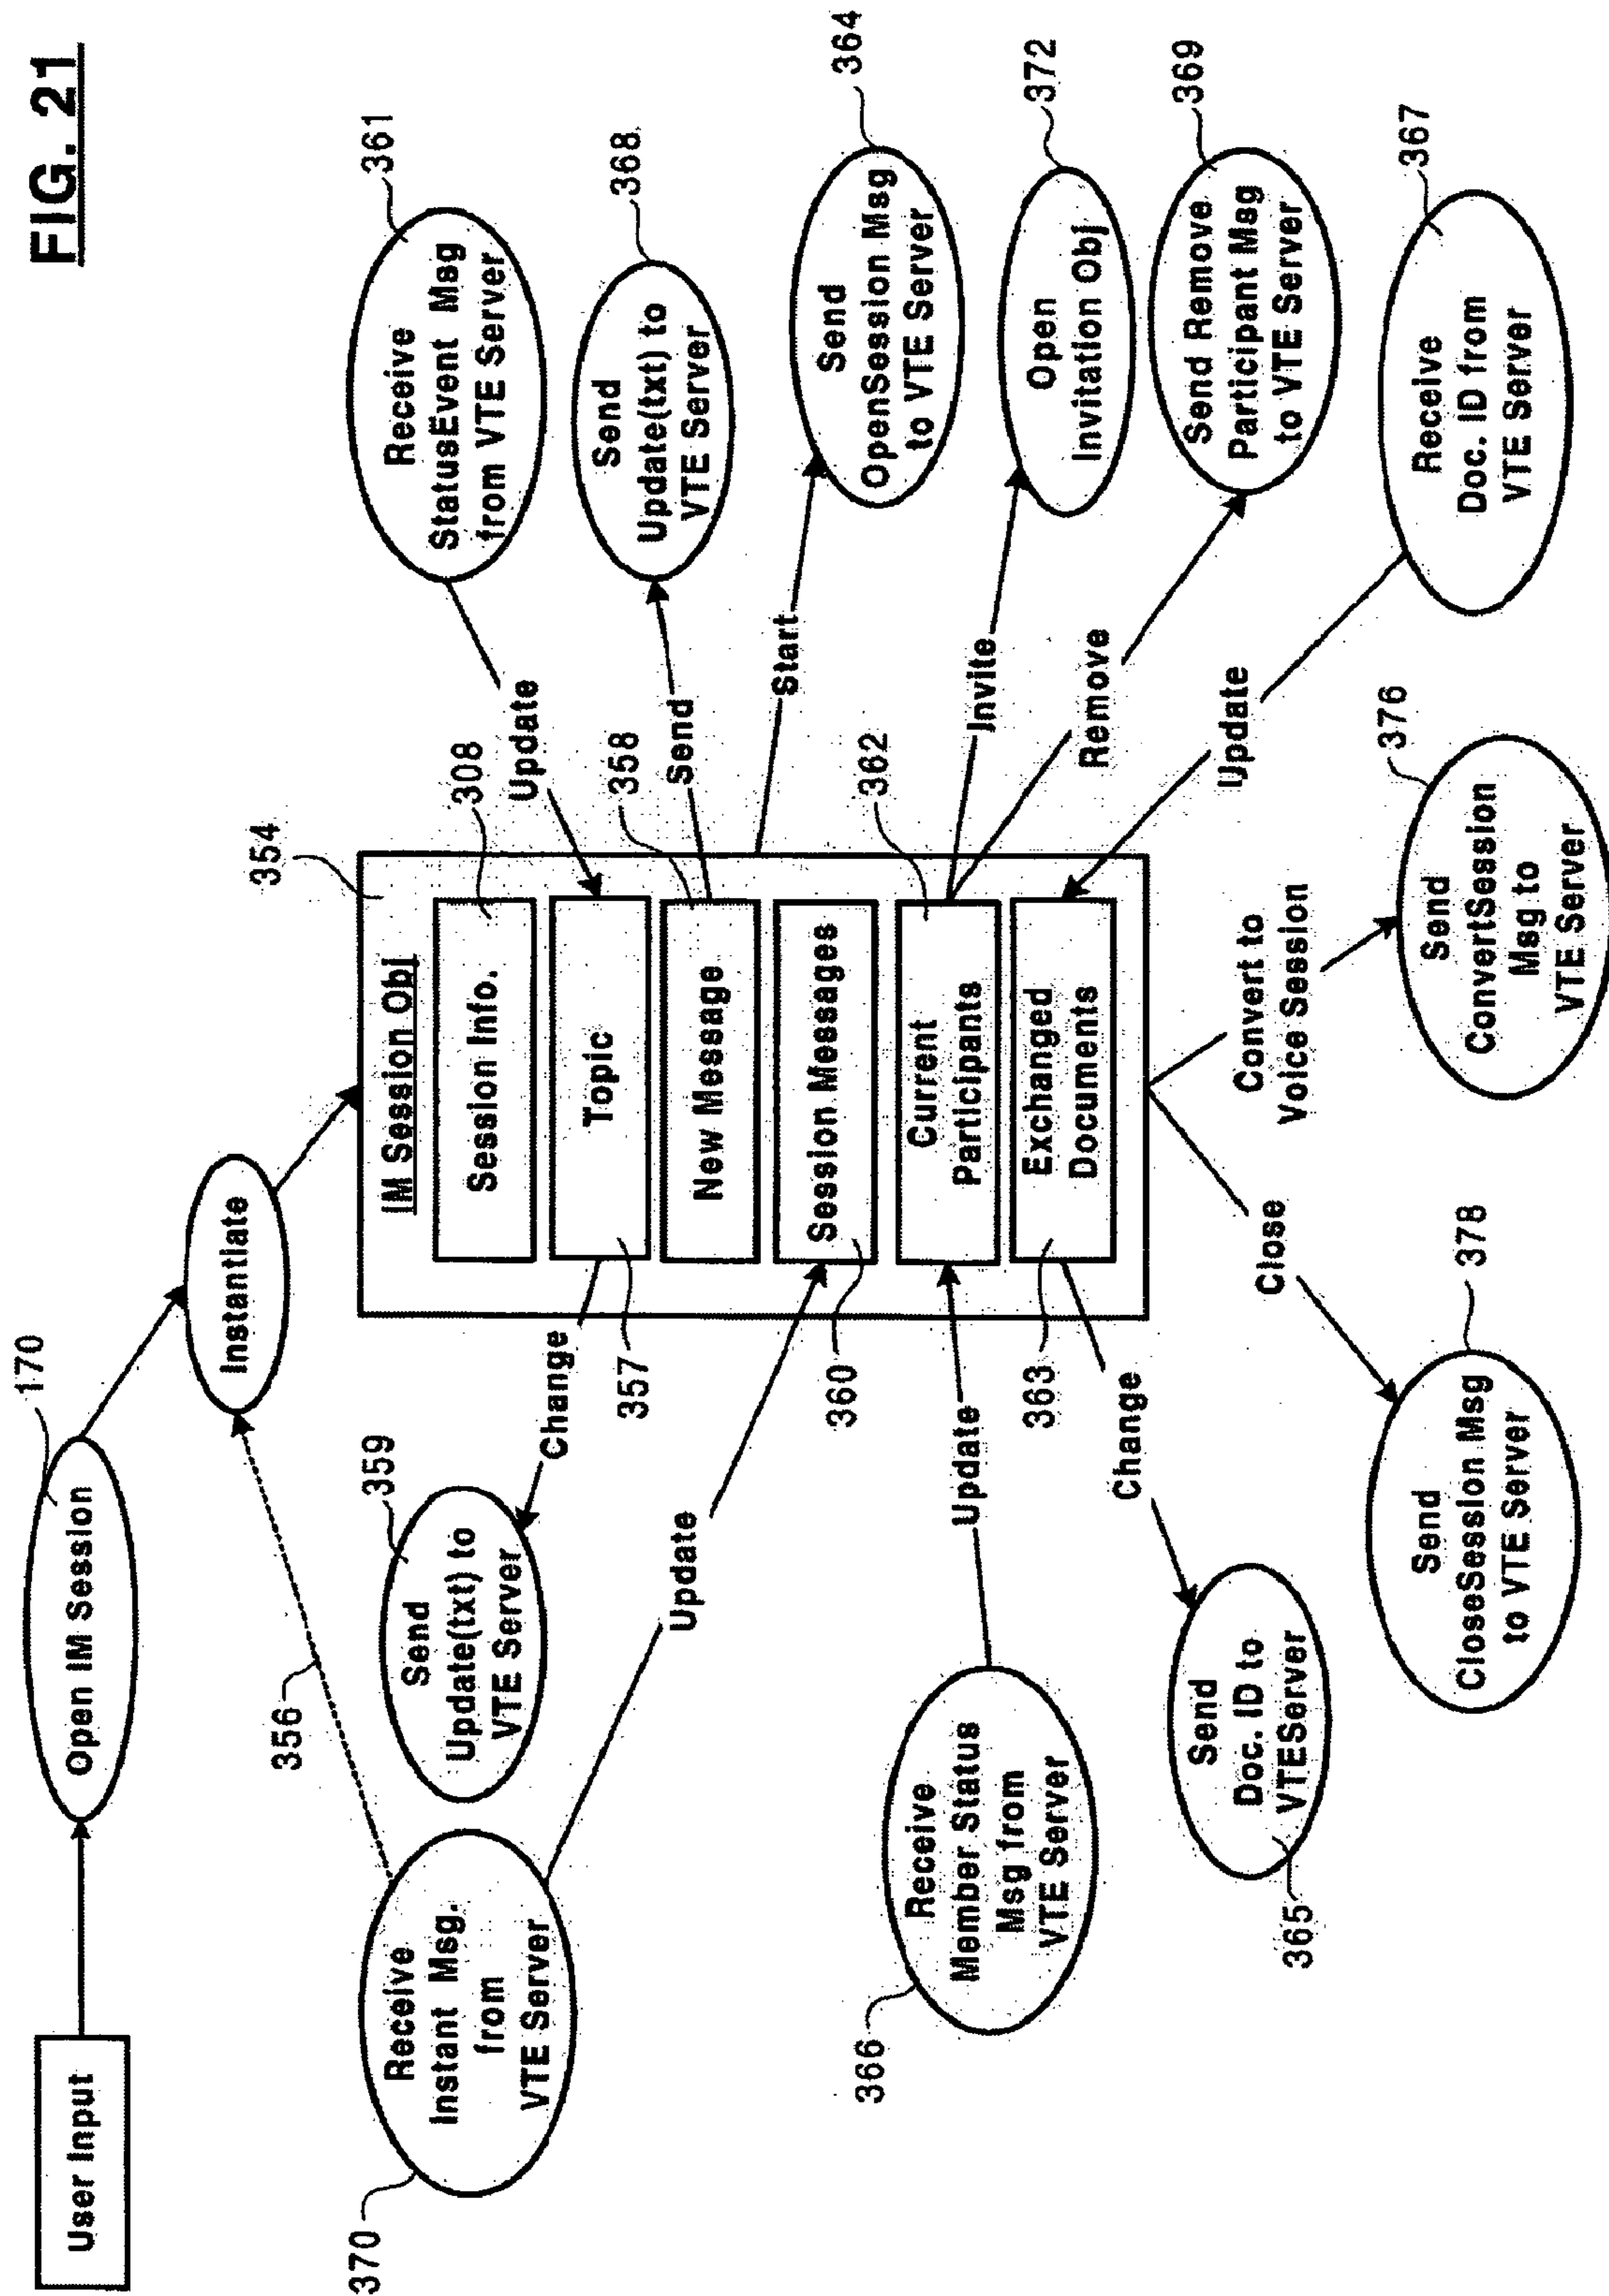 FIG. 21
User Input
Open IM Session
170
Instantiate
356
354
IM Session Obj
Session Info.
308
Topic
357
New Message
358
Session Messages
360
Current
Participants
362
Exchanged
Documents
363
Receive
Instant Msg.
from
VTE Server
370
Update
Send
Update(txt) to
VTE Server
359
Change
Receive
Member Status
Msg from
VTE Server
366
Update
Send
Doc. ID to
VTEServer
365
Change
Send
CloseSession Msg
to VTE Server
378
Close
Send
ConvertSession
Msg to
VTE Server
376
Convert to
Voice Session
Receive
StatusEvent Msg
from VTE Server
361
Update
Send
Update(txt) to
VTE Server
368
Send
Send
OpenSession Msg
to VTE Server
364
Start
Open
Invitation Obj
372
Invite
Send Remove
Participant Msg
to VTE Server
369
Remove
Receive
Doc. ID from
VTE Server
367
Update